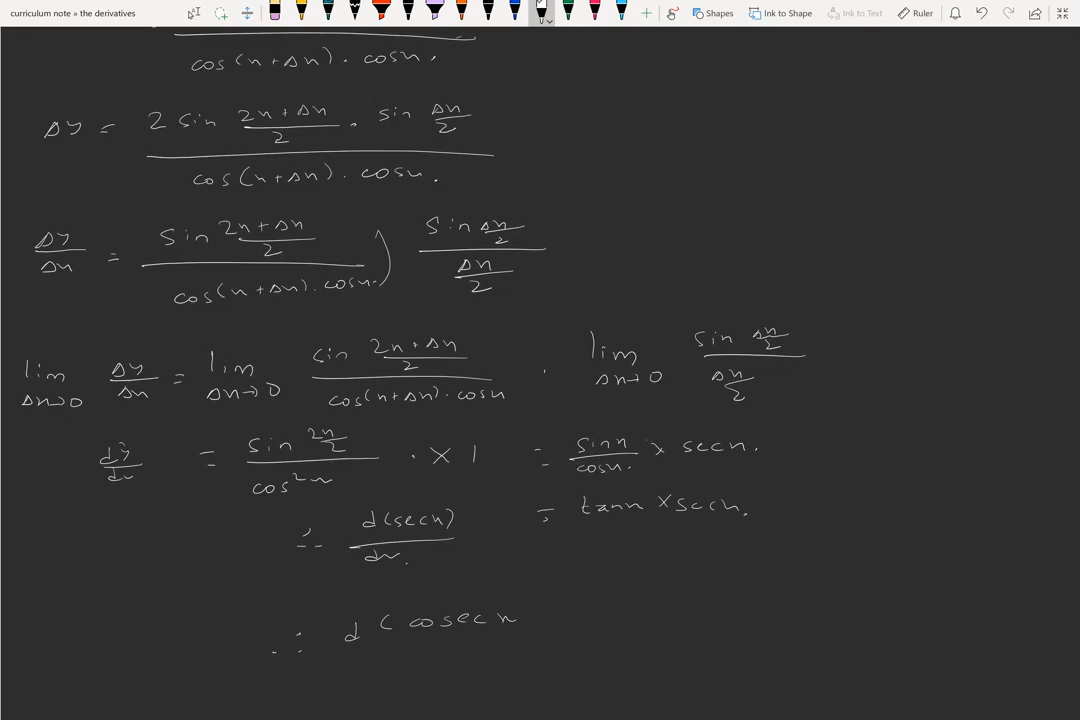 curriculum note » the derivatives
Shapes Ink to Shape Ink to Text Ruler
cos(x+Δx) . cosx.
Δy = 2 sin (2x+Δx)/2 . sin Δx/2 / cos(x+Δx) . cosx.
Δy/Δx = sin (2x+Δx)/2 / cos(x+Δx) . cosx.) sin Δx/2 / Δx/2
lim Δx→0 Δy/Δx = lim Δx→0 sin (2x+Δx)/2 / cos(x+Δx) . cosx . lim Δx→0 sin Δx/2 / Δx/2
dy/dx = sin 2x/2 / cos²x . × 1 = sinx/cosx. × secx.
∴ d(secx)/dx. = tanx × secx.
∴ d (cosecx